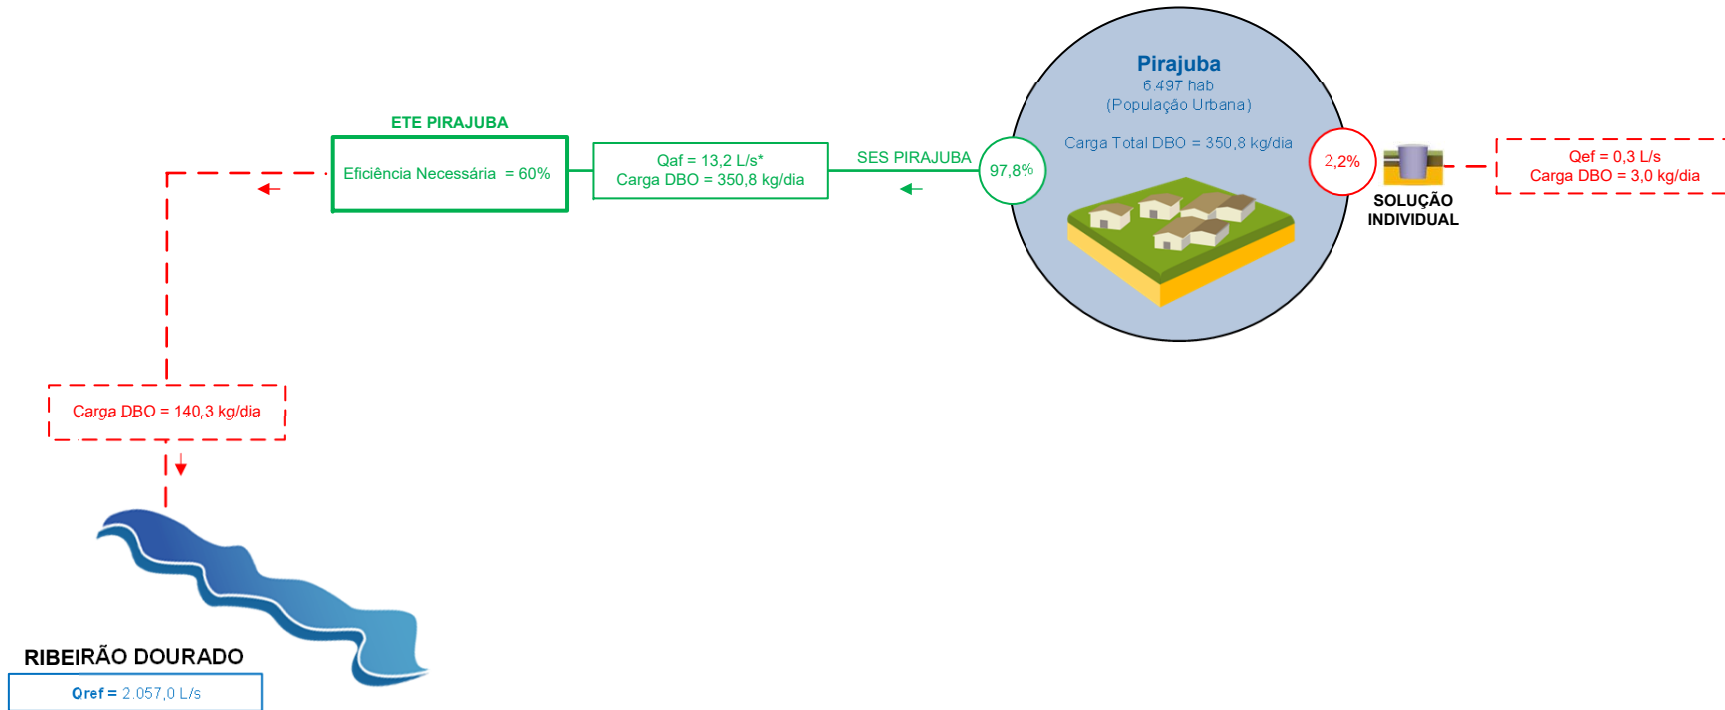 Pirajuba
6.497 hab
(População Urbana)
Carga Total DBO = 350,8 kg/dia
ETE PIRAJUBA
Eficiência Necessária = 60%
Qaf = 13,2 L/s*
Carga DBO = 350,8 kg/dia
SES PIRAJUBA
97,8%
2,2%
SOLUÇÃO
INDIVIDUAL
Qef = 0,3 L/s
Carga DBO = 3,0 kg/dia
Carga DBO = 140,3 kg/dia
RIBEIRÃO DOURADO
Qref = 2.057,0 L/s